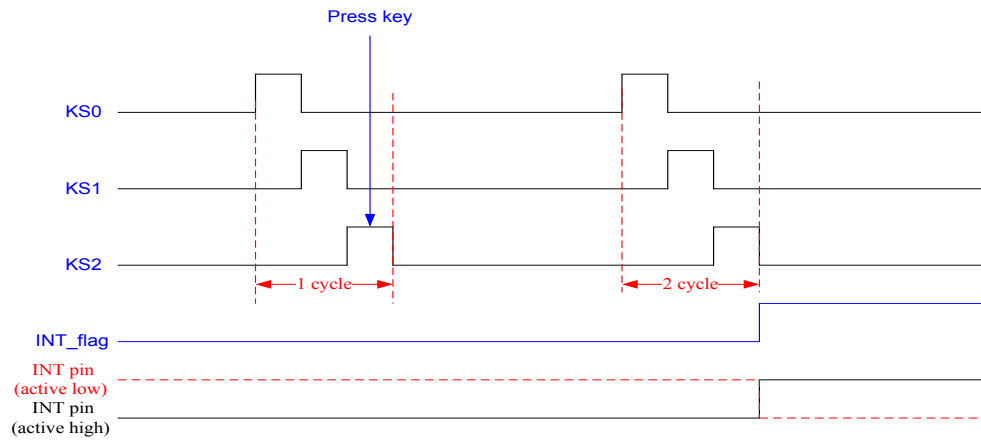 Press key
KS0
KS1
KS2
1 cycle
2 cycle
INT_flag
INT pin
(active low)
INT pin
(active high)